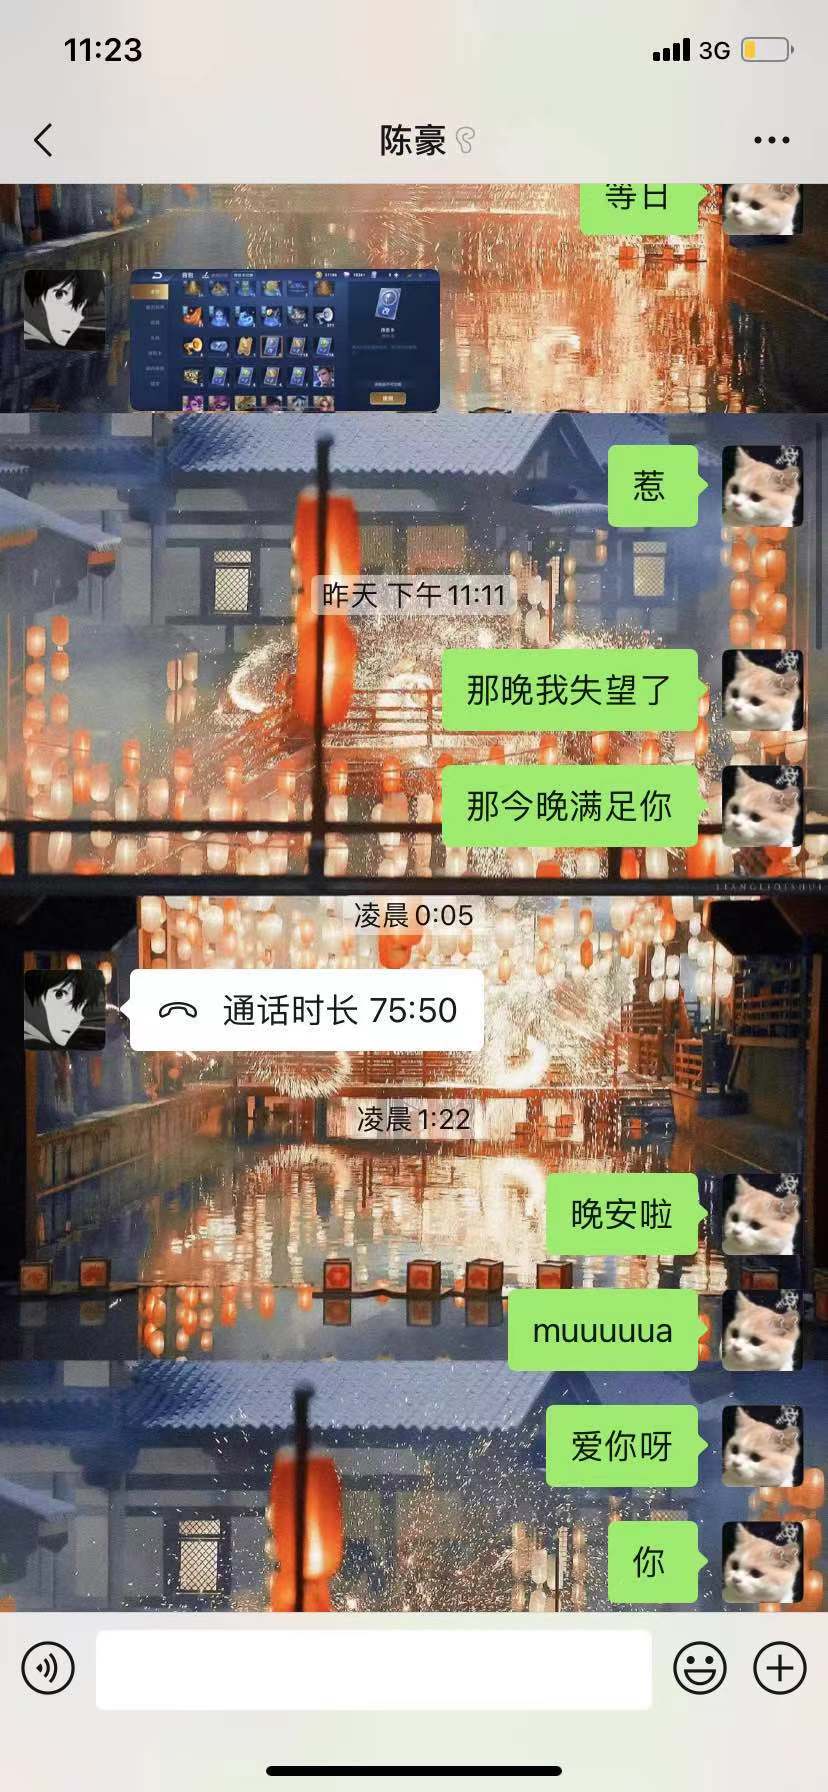 11:23
3G
陈豪
等日
惹
昨天 下午 11:11
那晚我失望了
那今晚满足你
LIANGLIQISHUI
凌晨 0:05
通话时长 75:50
凌晨 1:22
晚安啦
muuuuua
爱你呀
你